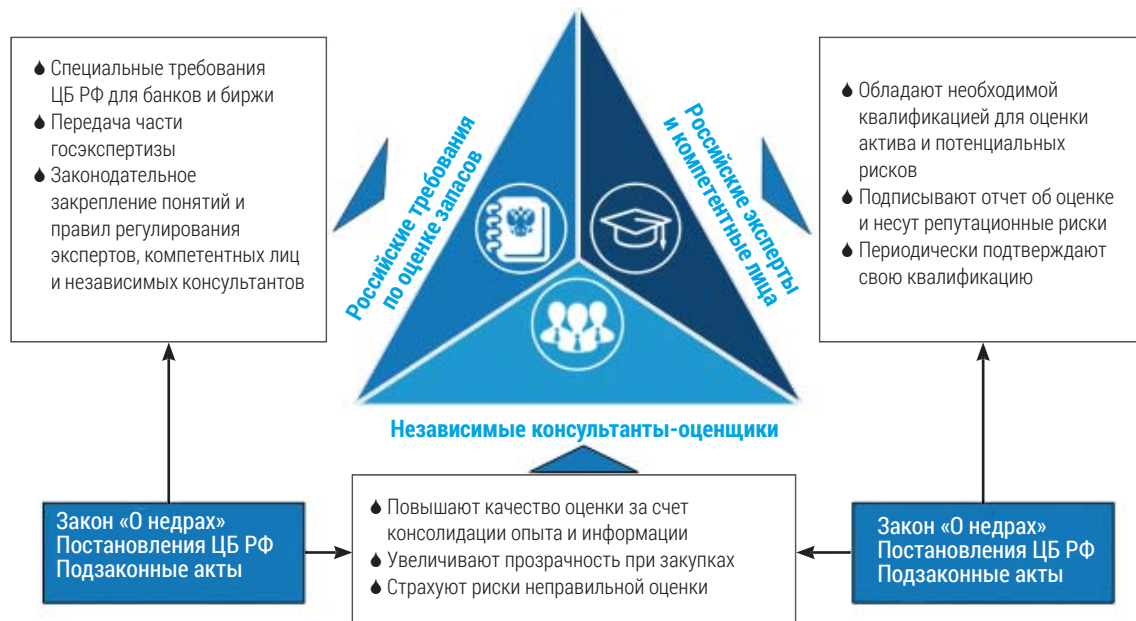 Специальные требования
ЦБ РФ для банков и биржи
Передача части
госэкспертизы
Законодательное
закрепление понятий и
правил регулирования
экспертов, компетентных лиц
и независимых консультантов
Российские требования
по оценке запасов
Российские эксперты
и компетентные лица
Обладают необходимой
квалификацией для оценки
актива и потенциальных
рисков
Подписывают отчет об оценке
и несут репутационные риски
Периодически подтверждают
свою квалификацию
Независимые консультанты-оценщики
Закон «О недрах»
Постановления ЦБ РФ
Подзаконные акты
Повышают качество оценки за счет
консолидации опыта и информации
Увеличивают прозрачность при закупках
Страхуют риски неправильной оценки
Закон «О недрах»
Постановления ЦБ РФ
Подзаконные акты